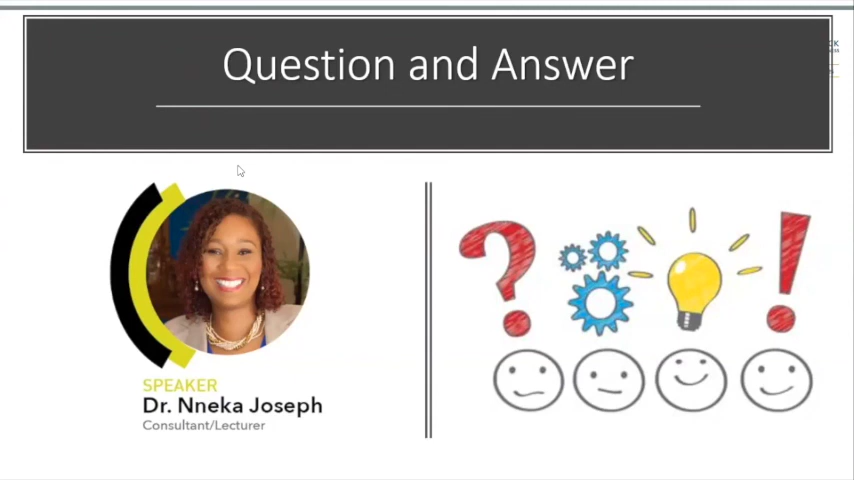 Question and Answer
SPEAKER
Dr. Nneka Joseph
Consultant/Lecturer